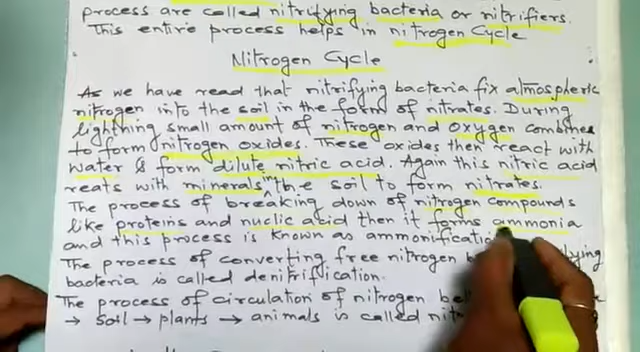 process are called nitrifying bacteria or nitrifiers.
This entire process helps in nitrogen Cycle
Nitrogen Cycle
As we have read that nitrifying bacteria fix atmospheric
nitrogen into the soil in the form of nitrates. During
lightning small amount of nitrogen and oxygen combines
to form nitrogen oxides. These oxides then react with
water & form dilute nitric acid. Again this nitric acid
reats with minerals in the soil to form nitrates.
The process of breaking down of nitrogen compounds
like proteins and nuclic acid then it forms ammonia
and this process is known as ammonificati
The process of converting free nitrogen b
bacteria is called denitrification.
The process of circulation of nitrogen be
→ soil → plants → animals is called nit